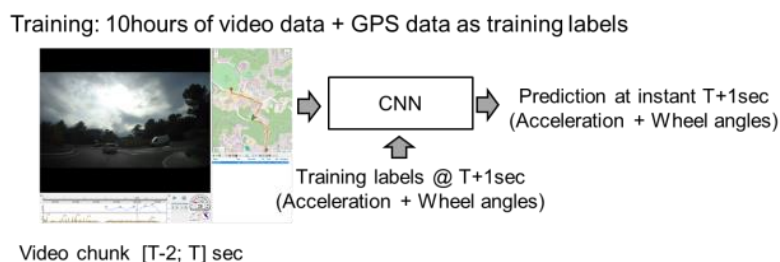 Training: 10hours of video data + GPS data as training labels
CNN
Prediction at instant T+1sec
(Acceleration + Wheel angles)
Training labels @ T+1sec
(Acceleration + Wheel angles)
Video chunk [T-2; T] sec